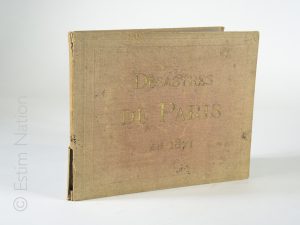 DÉSASTRES
DE PARIS
EN 1871
© Estim Nation